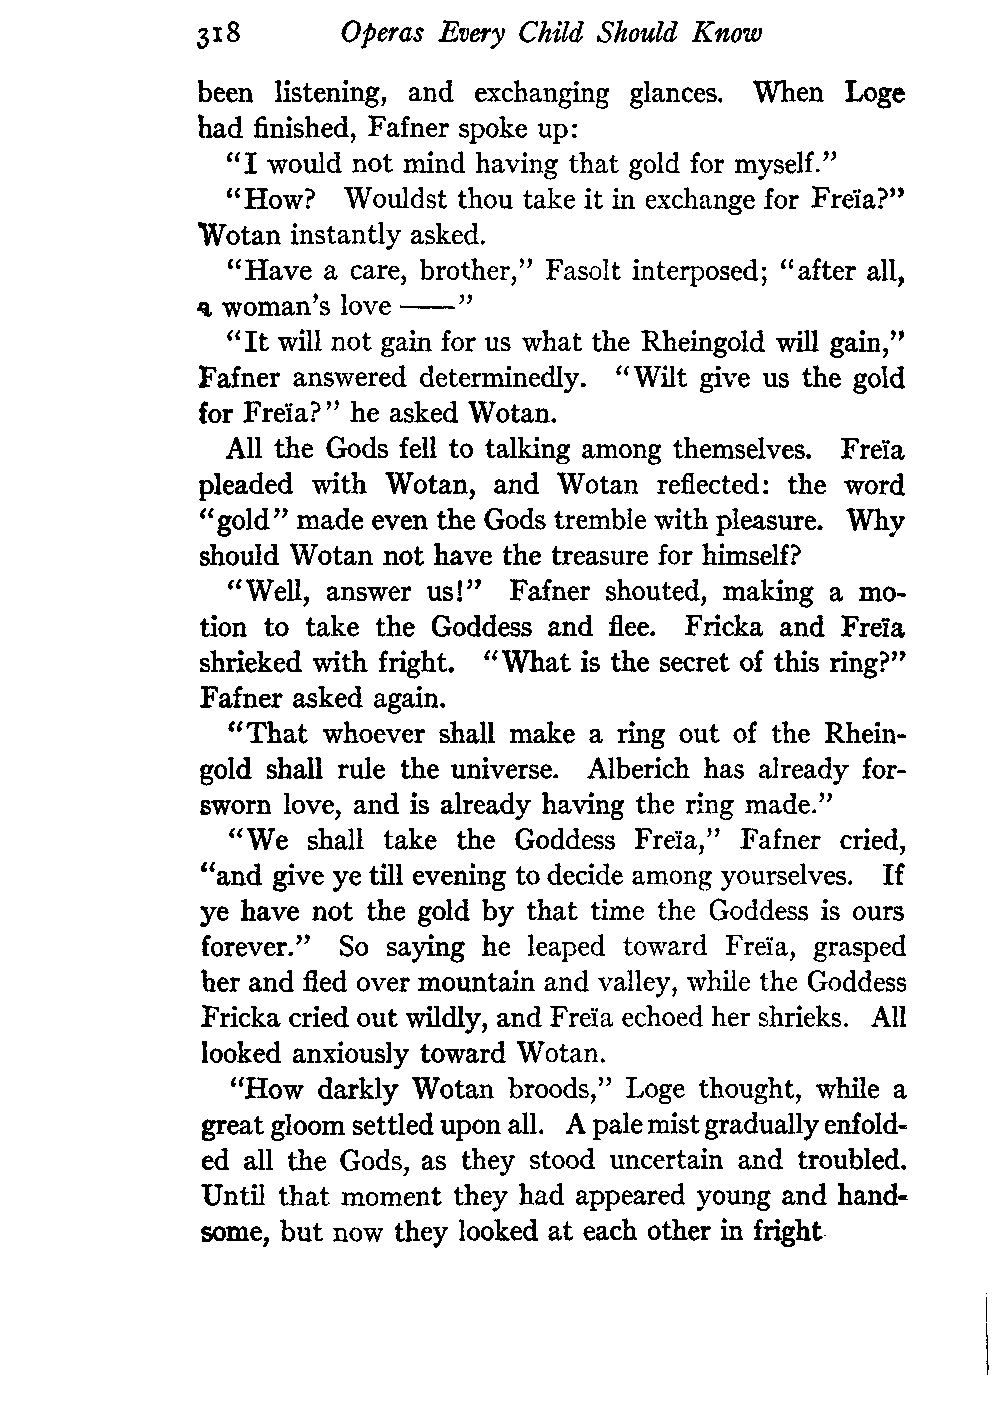 318 Operas Every Child Should Know
been listening, and exchanging glances. When Loge
had finished, Fafner spoke up:
"I would not mind having that gold for myself."
"How? Wouldst thou take it in exchange for Freïa?"
Wotan instantly asked.
"Have a care, brother," Fasolt interposed; "after all,
a woman's love ——"
"It will not gain for us what the Rheingold will gain,"
Fafner answered determinedly. "Wilt give us the gold
for Freïa?" he asked Wotan.
All the Gods fell to talking among themselves. Freïa
pleaded with Wotan, and Wotan reflected: the word
"gold" made even the Gods tremble with pleasure. Why
should Wotan not have the treasure for himself?
"Well, answer us!" Fafner shouted, making a mo-
tion to take the Goddess and flee. Fricka and Freïa
shrieked with fright. "What is the secret of this ring?"
Fafner asked again.
"That whoever shall make a ring out of the Rhein-
gold shall rule the universe. Alberich has already for-
sworn love, and is already having the ring made."
"We shall take the Goddess Freïa," Fafner cried,
"and give ye till evening to decide among yourselves. If
ye have not the gold by that time the Goddess is ours
forever." So saying he leaped toward Freïa, grasped
her and fled over mountain and valley, while the Goddess
Fricka cried out wildly, and Freïa echoed her shrieks. All
looked anxiously toward Wotan.
"How darkly Wotan broods," Loge thought, while a
great gloom settled upon all. A pale mist gradually enfold-
ed all the Gods, as they stood uncertain and troubled.
Until that moment they had appeared young and hand-
some, but now they looked at each other in fright